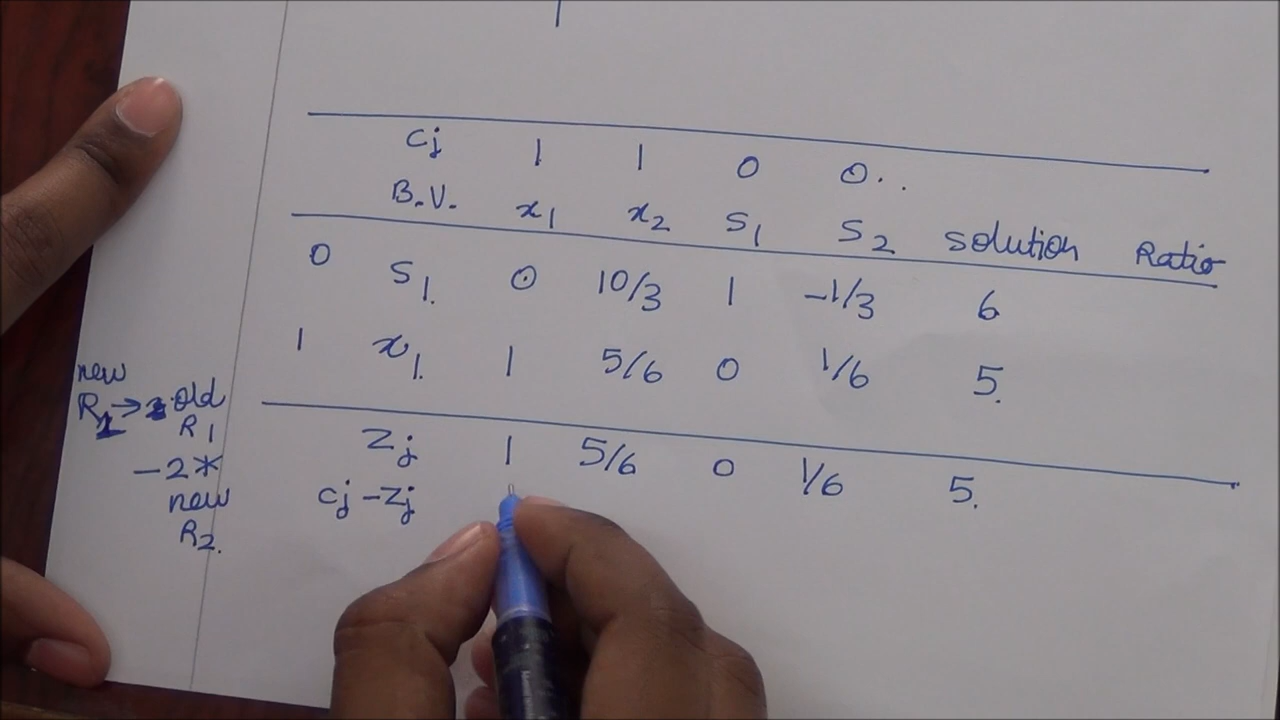 Cj 1 1 0 0..
B.V. x1 x2 S1 S2 Solution Ratio
0 S1. 0 10/3 1 -1/3 6
1 x1. 1 5/6 0 1/6 5.
Zj 1 5/6 0 1/6 5.
Cj -Zj
new
R1 → old
R1
-2*
new
R2.